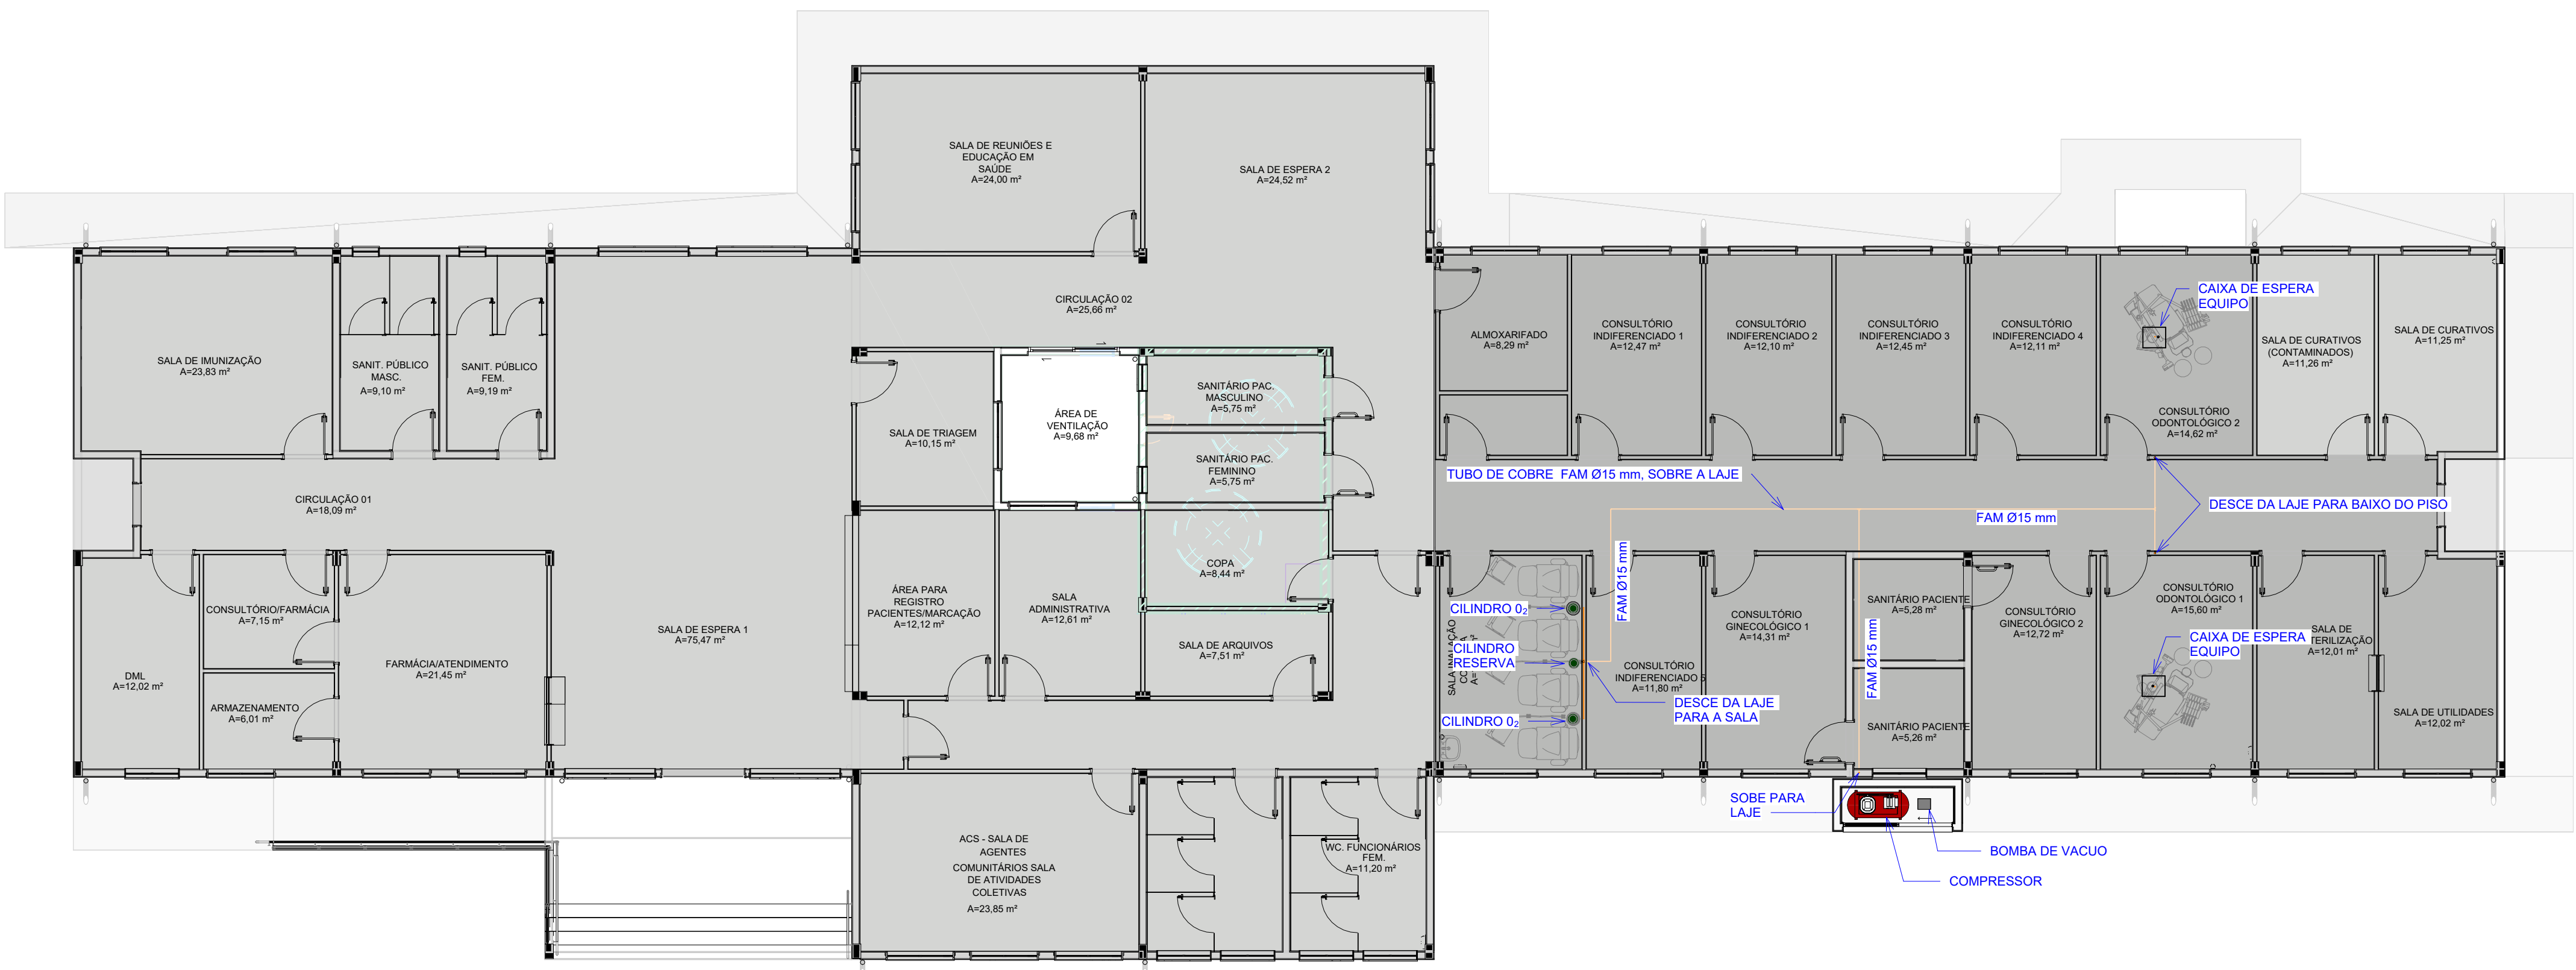 SALA DE REUNIÕES E
EDUCAÇÃO EM
SAÚDE
A=24,00 m²
SALA DE ESPERA 2
A=24,52 m²
CIRCULAÇÃO 02
A=25,66 m²
SALA DE IMUNIZAÇÃO
A=23,83 m²
SANIT. PÚBLICO
MASC.
A=9,10 m²
SANIT. PÚBLICO
FEM.
A=9,19 m²
SALA DE TRIAGEM
A=10,15 m²
ÁREA DE
VENTILAÇÃO
A=9,68 m²
SANITÁRIO PAC.
MASCULINO
A=5,75 m²
SANITÁRIO PAC.
FEMININO
A=5,75 m²
ALMOXARIFADO
A=8,29 m²
CONSULTÓRIO
INDIFERENCIADO 1
A=12,47 m²
CONSULTÓRIO
INDIFERENCIADO 2
A=12,10 m²
CONSULTÓRIO
INDIFERENCIADO 3
A=12,45 m²
CONSULTÓRIO
INDIFERENCIADO 4
A=12,11 m²
CAIXA DE ESPERA
EQUIPO
CONSULTÓRIO
ODONTOLÓGICO 2
A=14,62 m²
SALA DE CURATIVOS
(CONTAMINADOS)
A=11,26 m²
SALA DE CURATIVOS
A=11,25 m²
TUBO DE COBRE FAM Ø15 mm, SOBRE A LAJE
FAM Ø15 mm
DESCE DA LAJE PARA BAIXO DO PISO
CIRCULAÇÃO 01
A=18,09 m²
DML
A=12,02 m²
CONSULTÓRIO/FARMÁCIA
A=7,15 m²
ARMAZENAMENTO
A=6,01 m²
FARMÁCIA/ATENDIMENTO
A=21,45 m²
SALA DE ESPERA 1
A=75,47 m²
ÁREA PARA
REGISTRO
PACIENTES/MARCAÇÃO
A=12,12 m²
SALA
ADMINISTRATIVA
A=12,61 m²
COPA
A=8,44 m²
SALA DE ARQUIVOS
A=7,51 m²
CILINDRO 0₂
CILINDRO
RESERVA
CILINDRO 0₂
SALA INALAÇÃO
FAM Ø15 mm
CONSULTÓRIO
INDIFERENCIADO 5
A=11,80 m²
DESCE DA LAJE
PARA A SALA
CONSULTÓRIO
GINECOLÓGICO 1
A=14,31 m²
SANITÁRIO PACIENTE
A=5,28 m²
FAM Ø15 mm
SANITÁRIO PACIENTE
A=5,26 m²
CONSULTÓRIO
GINECOLÓGICO 2
A=12,72 m²
CONSULTÓRIO
ODONTOLÓGICO 1
A=15,60 m²
CAIXA DE ESPERA
EQUIPO
SALA DE
TERILIZAÇÃO
A=12,01 m²
SALA DE UTILIDADES
A=12,02 m²
SOBE PARA
LAJE
BOMBA DE VACUO
COMPRESSOR
ACS - SALA DE
AGENTES
COMUNITÁRIOS SALA
DE ATIVIDADES
COLETIVAS
A=23,85 m²
WC. FUNCIONÁRIOS
FEM.
A=11,20 m²